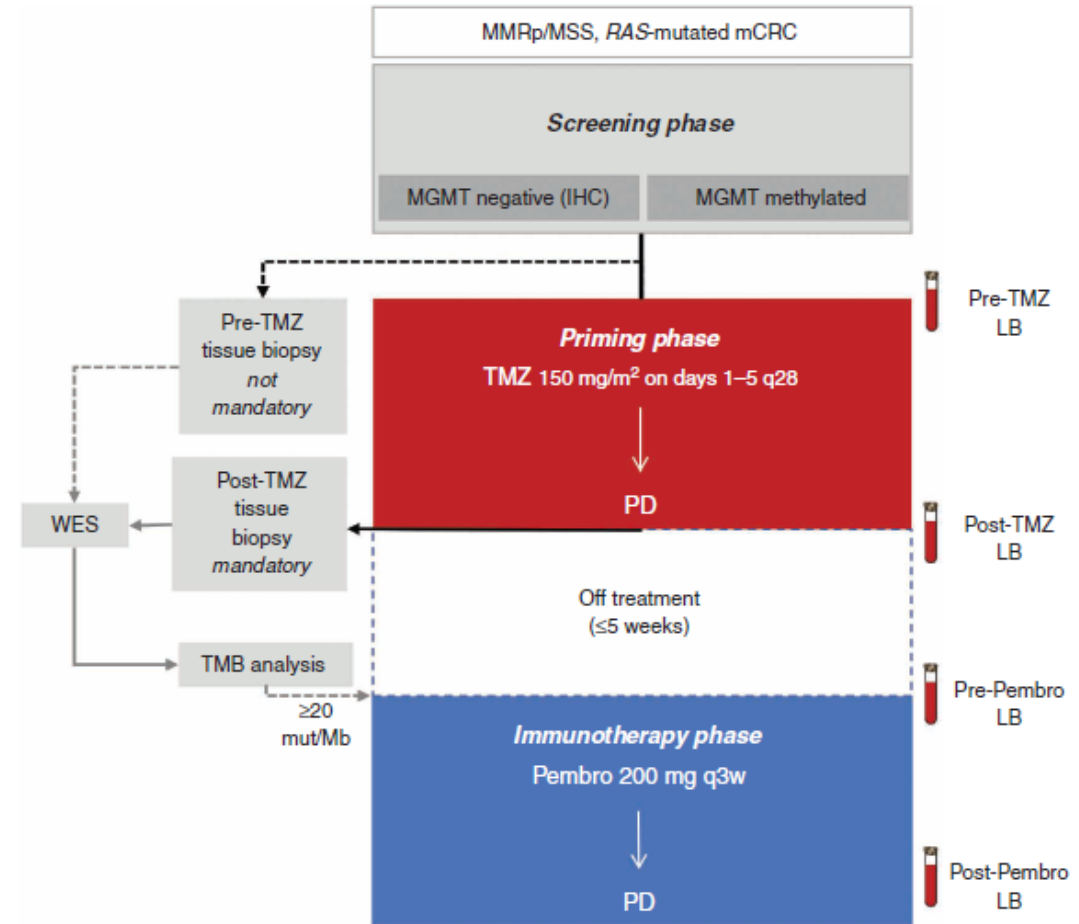 MMRp/MSS, RAS-mutated mCRC
Screening phase
MGMT negative (IHC)
MGMT methylated
Pre-TMZ
tissue biopsy
not
mandatory
Priming phase
TMZ 150 mg/m² on days 1–5 q28
PD
Pre-TMZ
LB
Post-TMZ
tissue
biopsy
mandatory
WES
Post-TMZ
LB
Off treatment
(≤5 weeks)
TMB analysis
≥20
mut/Mb
Pre-Pembro
LB
Immunotherapy phase
Pembro 200 mg q3w
PD
Post-Pembro
LB